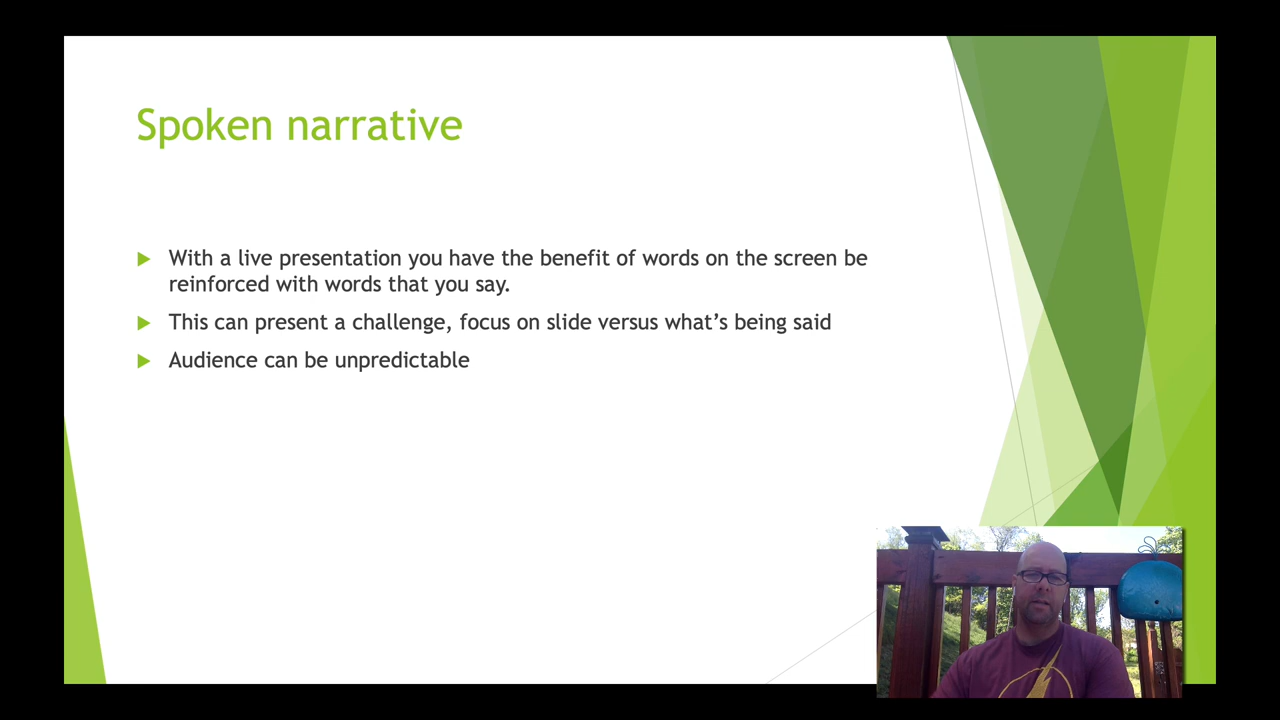 Spoken narrative
With a live presentation you have the benefit of words on the screen be
reinforced with words that you say.
This can present a challenge, focus on slide versus what’s being said
Audience can be unpredictable